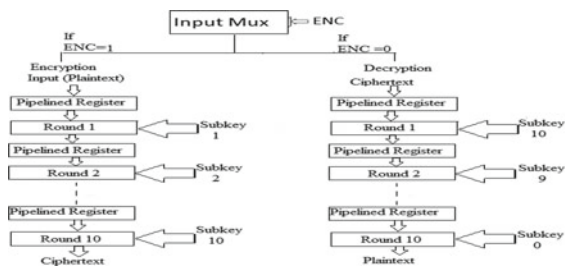 Input Mux
ENC
If
ENC=1
If
ENC =0
Encryption
Input (Plaintext)
Pipelined Register
Round 1
Subkey
1
Pipelined Register
Round 2
Subkey
2
Pipelined Register
Round 10
Subkey
10
Ciphertext
Decryption
Ciphertext
Pipelined Register
Round 1
Subkey
10
Pipelined Register
Round 2
Subkey
9
Pipelined Register
Round 10
Subkey
0
Plaintext